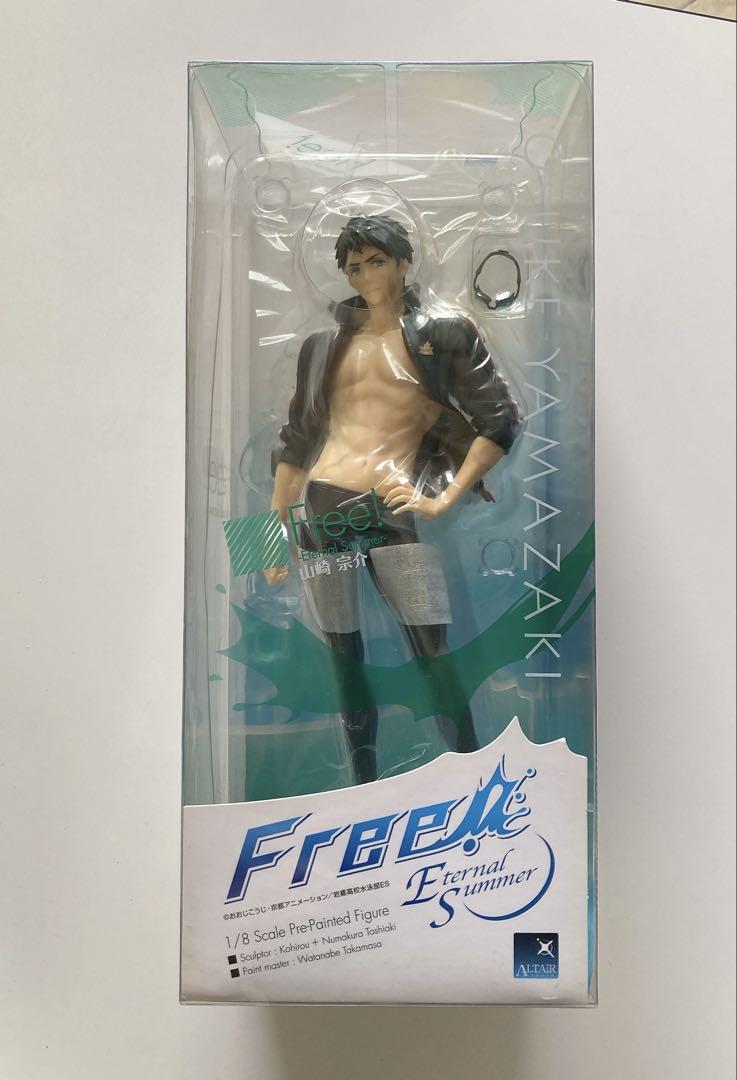 UKE YAMAZAKI
Free!
-Eternal Summer-
山崎 宗介
Free!
Eternal
Summer
©おおじこうじ・京都アニメーション/岩鳶高校水泳部ES
1/8 Scale Pre-Painted Figure
■ Sculptor : Kohirou + Numakura Toshiaki
■ Paint master : Watanabe Takamasa
ALTAiR